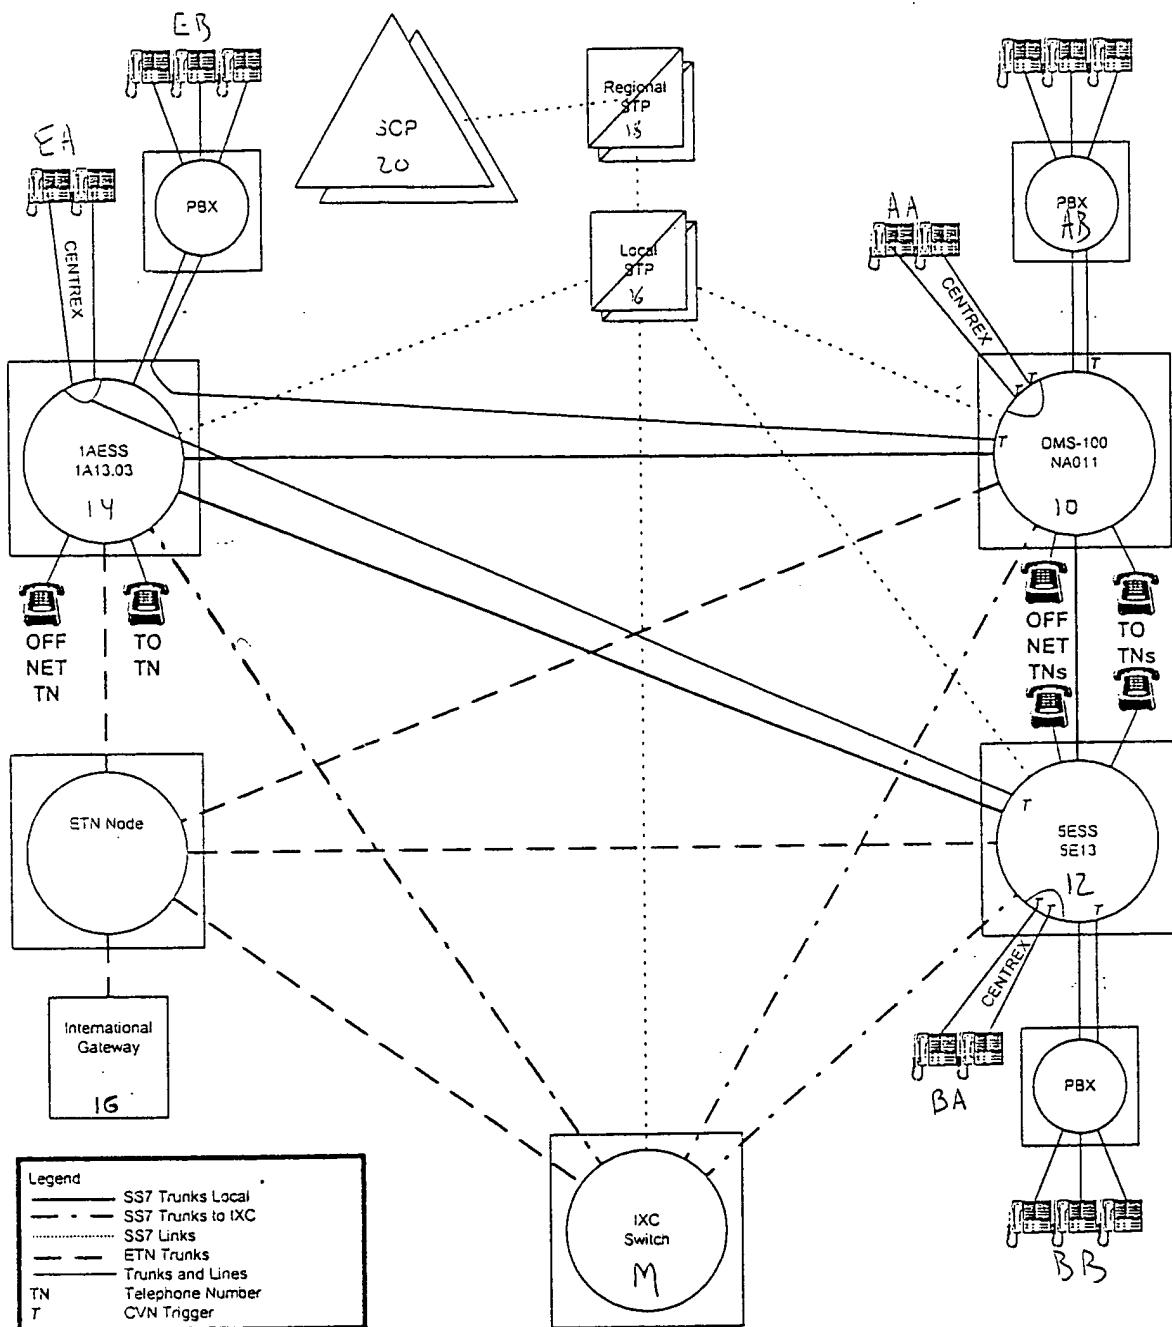 EB
EA
PBX
CENTREX
SCP
20
Regional
STP
18
Local
STP
16
AA
CENTREX
PBX
AB
T
T
T
T
1AESS
1A13.03
14
DMS-100
NA011
10
OFF
NET
TN
TO
TN
OFF
NET
TNs
TO
TNs
ETN Node
T
5ESS
5E13
12
T
T
T
CENTREX
BA
PBX
BB
International
Gateway
IG
IXC
Switch
M
Legend
SS7 Trunks Local
SS7 Trunks to IXC
SS7 Links
ETN Trunks
Trunks and Lines
TN Telephone Number
T CVN Trigger